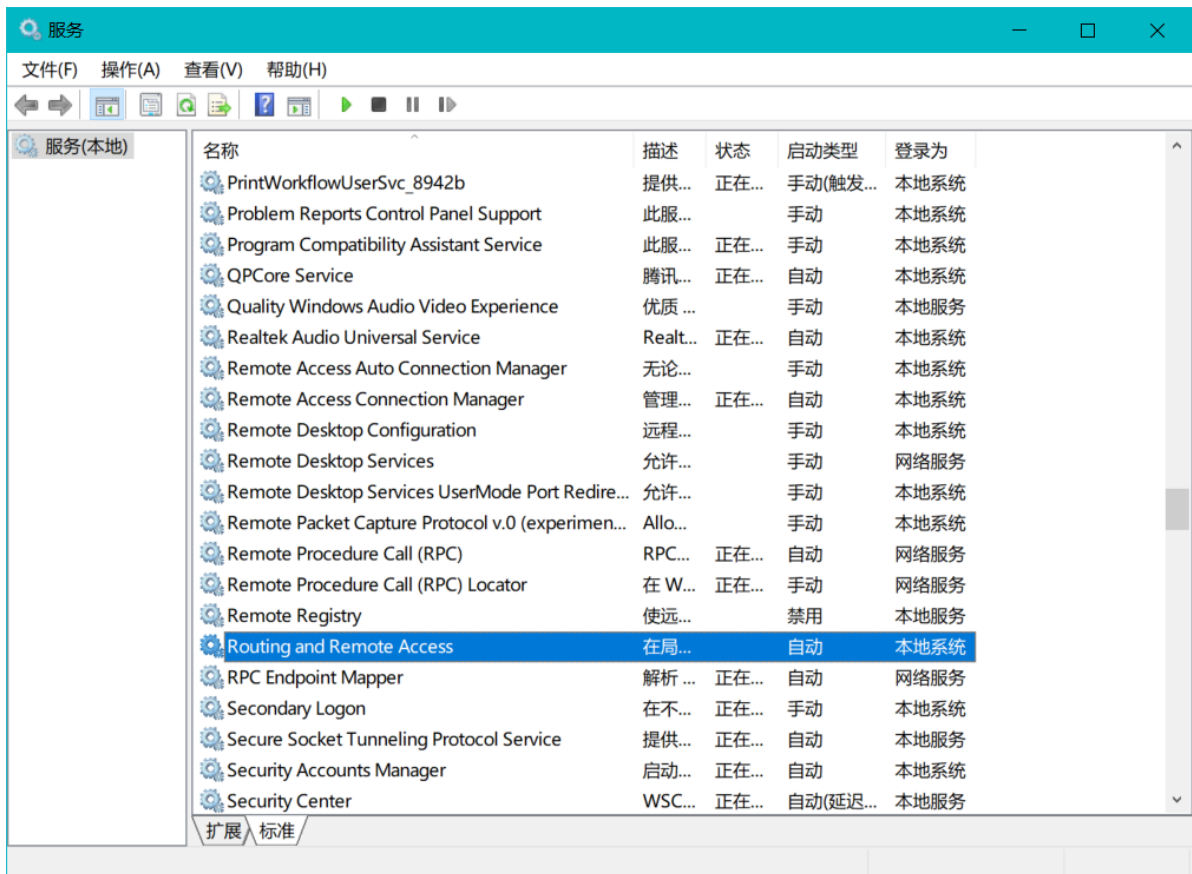 服务
文件(F) 操作(A) 查看(V) 帮助(H)
服务(本地)
名称 描述 状态 启动类型 登录为
PrintWorkflowUserSvc_8942b 提供... 正在... 手动(触发... 本地系统
Problem Reports Control Panel Support 此服... 手动 本地系统
Program Compatibility Assistant Service 此服... 正在... 手动 本地系统
QPCore Service 腾讯... 正在... 自动 本地系统
Quality Windows Audio Video Experience 优质 ... 手动 本地服务
Realtek Audio Universal Service Realt... 正在... 自动 本地系统
Remote Access Auto Connection Manager 无论... 手动 本地系统
Remote Access Connection Manager 管理... 正在... 自动 本地系统
Remote Desktop Configuration 远程... 手动 本地系统
Remote Desktop Services 允许... 手动 网络服务
Remote Desktop Services UserMode Port Redire... 允许... 手动 本地系统
Remote Packet Capture Protocol v.0 (experimen... Allo... 手动 本地系统
Remote Procedure Call (RPC) RPC... 正在... 自动 网络服务
Remote Procedure Call (RPC) Locator 在 W... 正在... 手动 网络服务
Remote Registry 使远... 禁用 本地服务
Routing and Remote Access 在局... 自动 本地系统
RPC Endpoint Mapper 解析 ... 正在... 自动 网络服务
Secondary Logon 在不... 正在... 手动 本地系统
Secure Socket Tunneling Protocol Service 提供... 正在... 自动 本地服务
Security Accounts Manager 启动... 正在... 自动 本地系统
Security Center WSC... 正在... 自动(延迟... 本地服务
扩展 标准